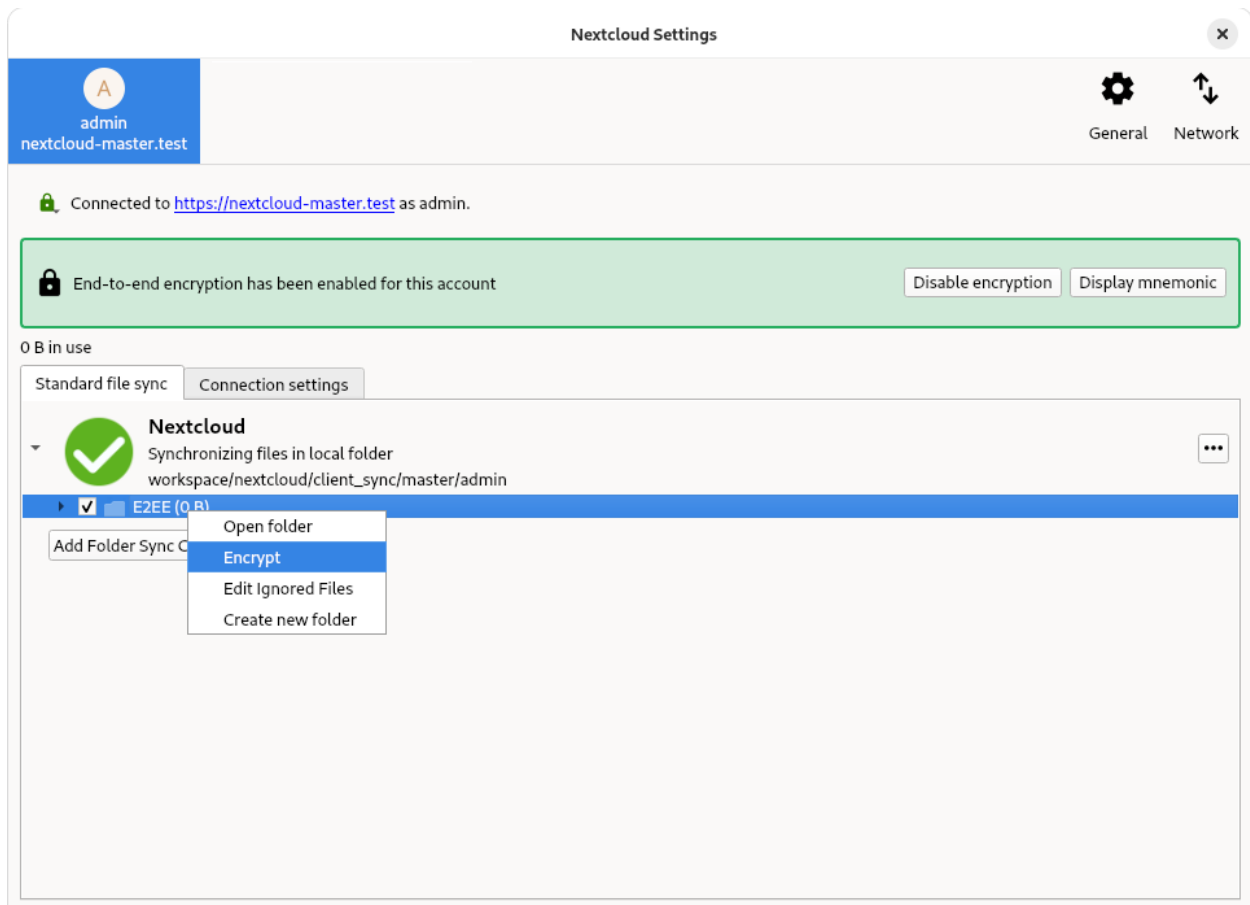 Nextcloud Settings
A
admin
nextcloud-master.test
General
Network
Connected to https://nextcloud-master.test as admin.
End-to-end encryption has been enabled for this account
Disable encryption
Display mnemonic
0 B in use
Standard file sync
Connection settings
Nextcloud
Synchronizing files in local folder
workspace/nextcloud/client_sync/master/admin
E2EE (0 B)
Open folder
Add Folder Sync C
Encrypt
Edit Ignored Files
Create new folder